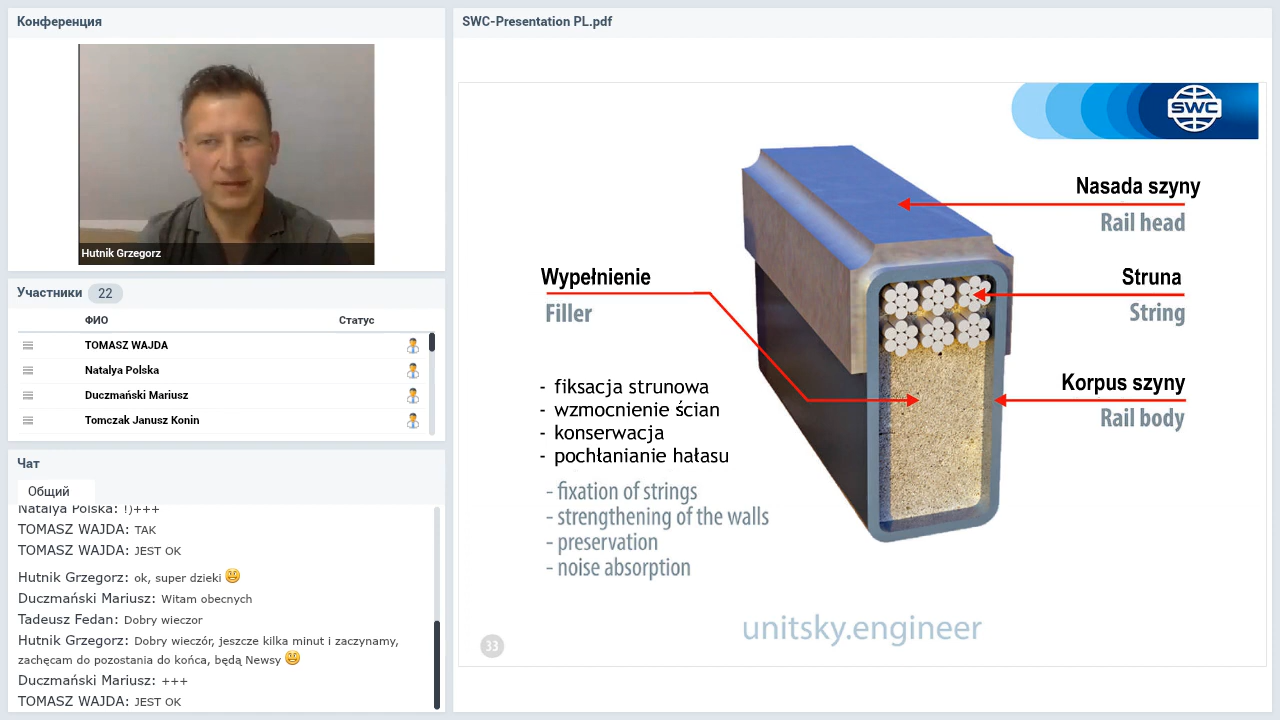 Конференция
Hutnik Grzegorz
Участники 22
ФИО Статус
TOMASZ WAJDA
Natalya Polska
Duczmański Mariusz
Tomczak Janusz Konin
Чат
Общий
Natalya Polska: !)+++
TOMASZ WAJDA: TAK
TOMASZ WAJDA: JEST OK
Hutnik Grzegorz: ok, super dzieki
Duczmański Mariusz: Witam obecnych
Tadeusz Fedan: Dobry wieczor
Hutnik Grzegorz: Dobry wieczór, jeszcze kilka minut i zaczynamy,
zachęcam do pozostania do końca, będą Newsy
Duczmański Mariusz: +++
TOMASZ WAJDA: JEST OK
SWC-Presentation PL.pdf
SWC
Nasada szyny
Rail head
Wypełnienie
Filler
Struna
String
Korpus szyny
Rail body
- fiksacja strunowa
- wzmocnienie ścian
- konserwacja
- pochłanianie hałasu
- fixation of strings
- strengthening of the walls
- preservation
- noise absorption
unitsky.engineer
33